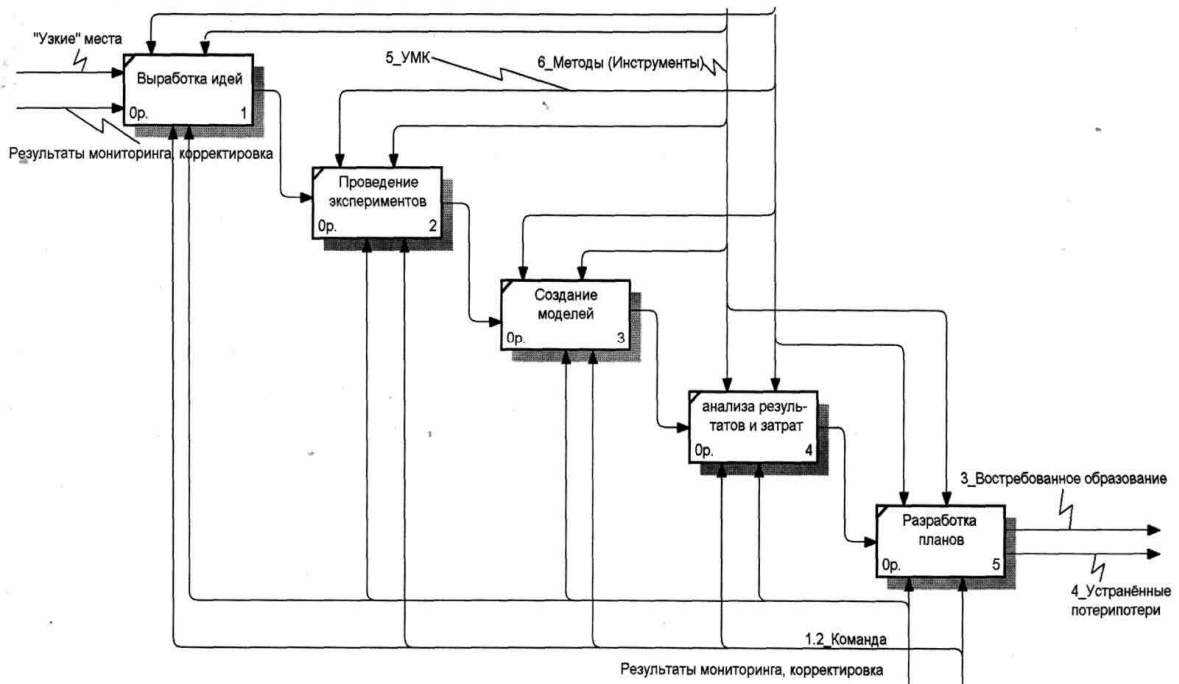 "Узкие" места
5_УМК
6_Методы (Инструменты)
Выработка идей
0р. 1
Результаты мониторинга, корректировка
Проведение
экспериментов
0р. 2
Создание
моделей
0р. 3
анализа резуль-
татов и затрат
0р. 4
3_Востребованное образование
Разработка
планов
0р. 5
4_Устранённые
потерипотери
1.2_Команда
Результаты мониторинга, корректировка